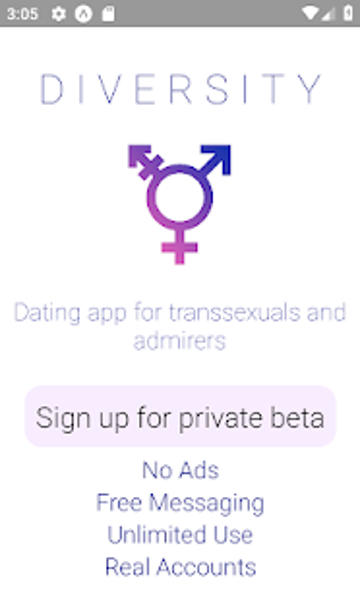 3:05
DIVERSITY
Dating app for transsexuals and
admirers
Sign up for private beta
No Ads
Free Messaging
Unlimited Use
Real Accounts